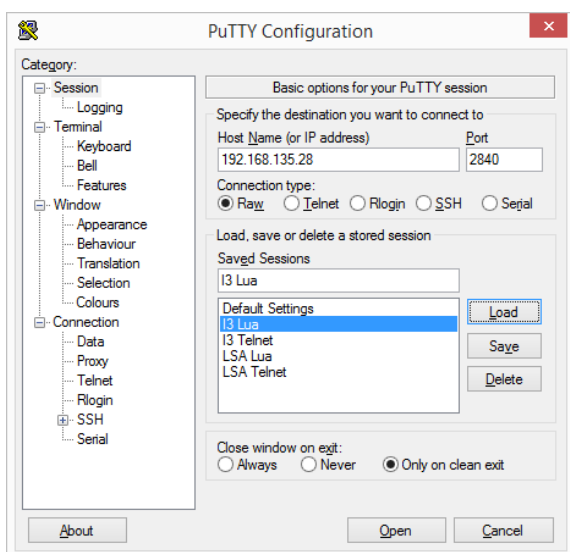 PuTTY Configuration
Category:
Session
Logging
Terminal
Keyboard
Bell
Features
Window
Appearance
Behaviour
Translation
Selection
Colours
Connection
Data
Proxy
Telnet
Rlogin
SSH
Serial
Basic options for your PuTTY session
Specify the destination you want to connect to
Host Name (or IP address) Port
192.168.135.28 2840
Connection type:
Raw Telnet Rlogin SSH Serial
Load, save or delete a stored session
Saved Sessions
I3 Lua
Default Settings
I3 Lua
I3 Telnet
LSA Lua
LSA Telnet
Load
Save
Delete
Close window on exit:
Always Never Only on clean exit
About Open Cancel